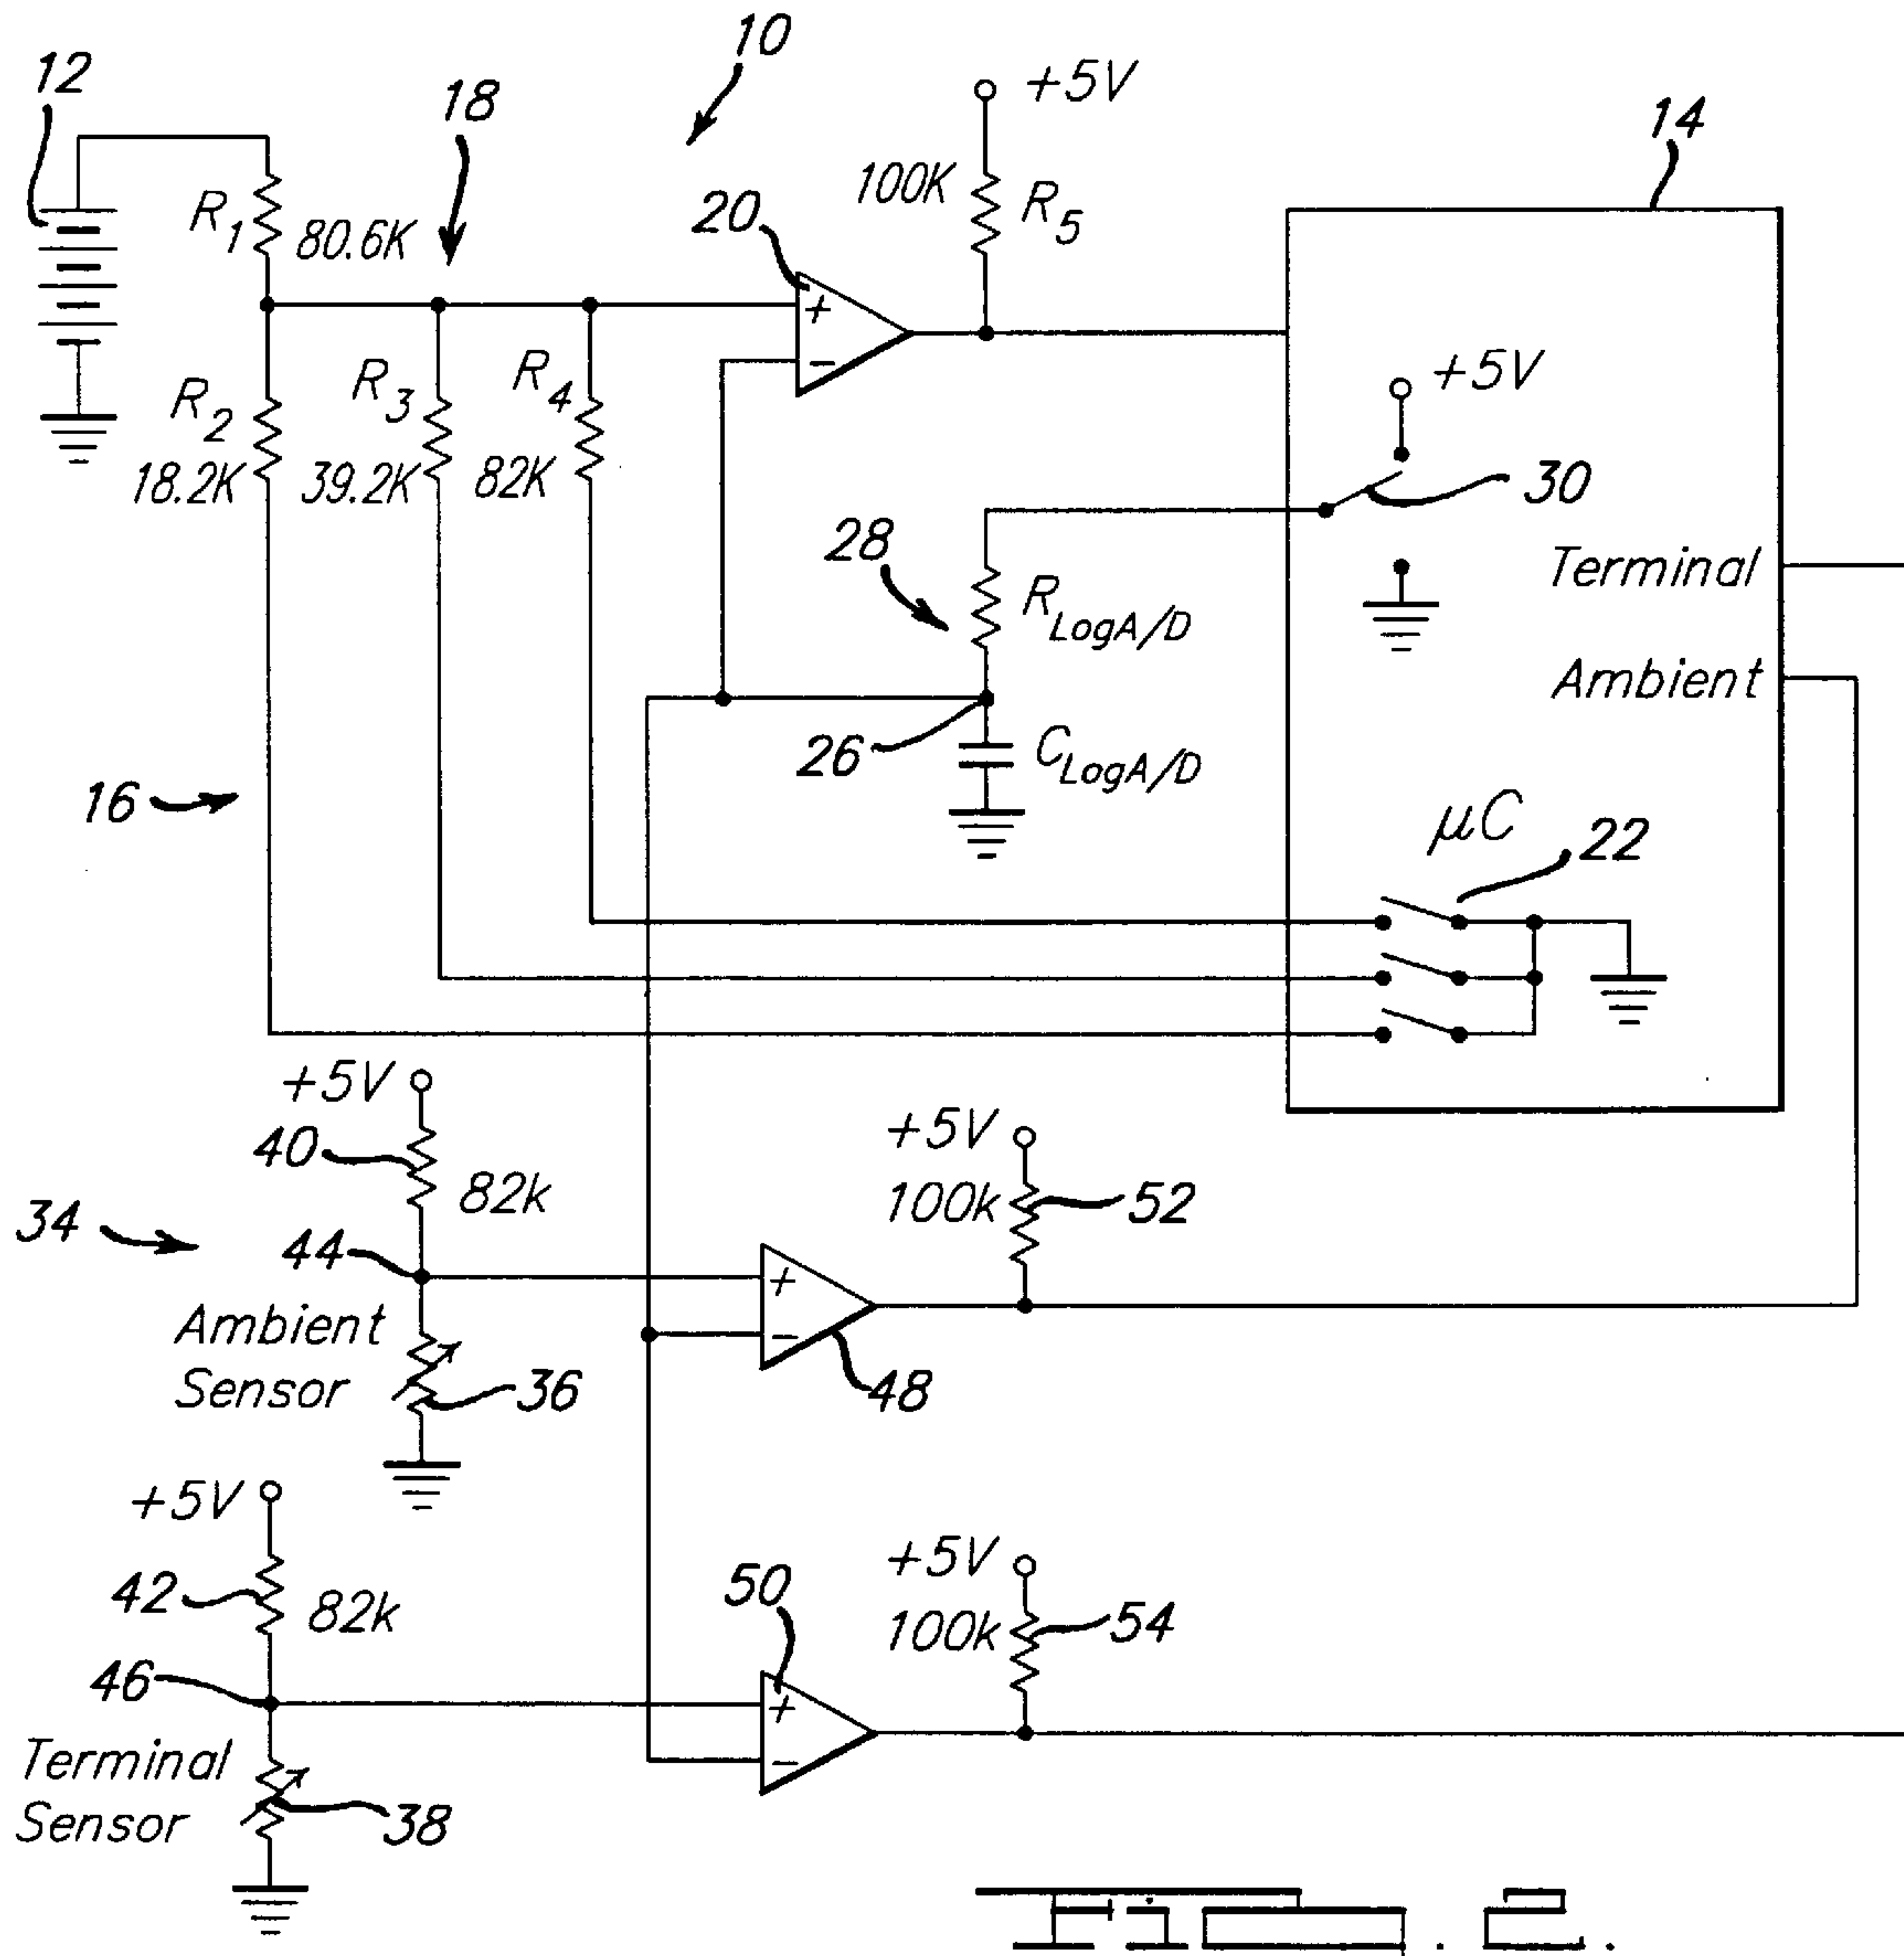 10
12
18
+5V
14
R1
80.6K
20
100K
R5
+
−
+5V
R2
18.2K
R3
39.2K
R4
82K
30
28
RLogA/D
Terminal
Ambient
26
CLogA/D
16
μC
22
+5V
40
82k
+5V
100k
52
34
44
+
−
Ambient
Sensor
36
48
+5V
42
82k
50
+5V
100k
54
46
+
−
Terminal
Sensor
38
Fig. 2.